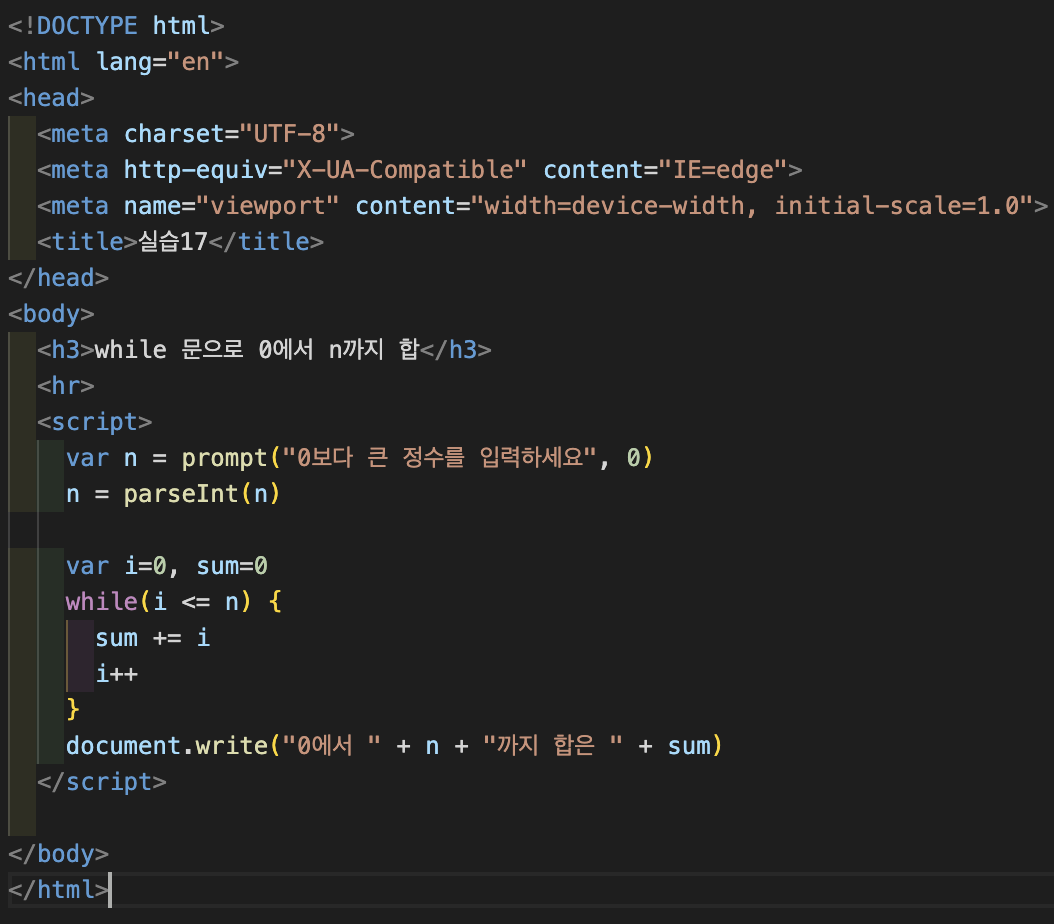 <!DOCTYPE html>
<html lang="en">
<head>
  <meta charset="UTF-8">
  <meta http-equiv="X-UA-Compatible" content="IE=edge">
  <meta name="viewport" content="width=device-width, initial-scale=1.0">
  <title>실습17</title>
</head>
<body>
  <h3>while 문으로 0에서 n까지 합</h3>
  <hr>
  <script>
    var n = prompt("0보다 큰 정수를 입력하세요", 0)
    n = parseInt(n)

    var i=0, sum=0
    while(i <= n) {
      sum += i
      i++
    }
    document.write("0에서 " + n + "까지 합은 " + sum)
  </script>

</body>
</html>